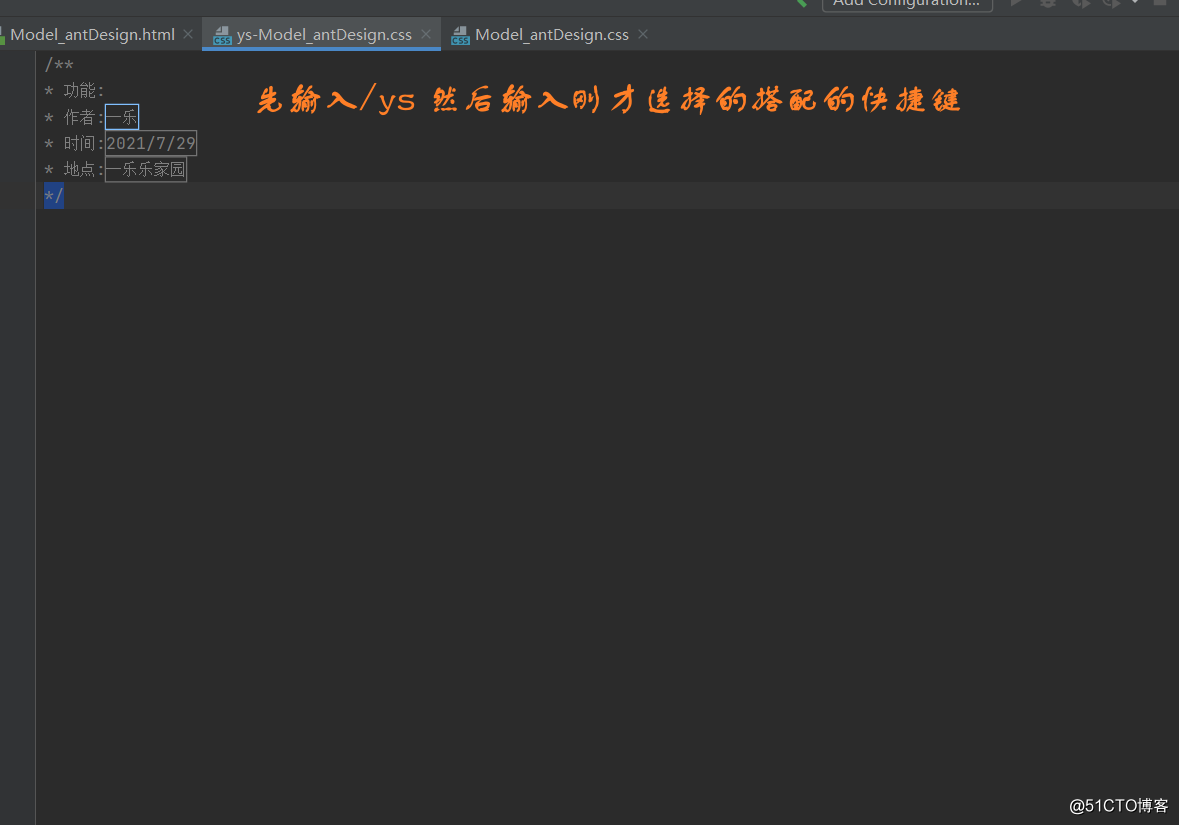 Add Configuration...
Model_antDesign.html
ys-Model_antDesign.css
Model_antDesign.css
/**
* 功能:
* 作者:一乐
* 时间:2021/7/29
* 地点:一乐乐家园
*/
先输入/ys 然后输入刚才选择的搭配的快捷键
@51CTO博客